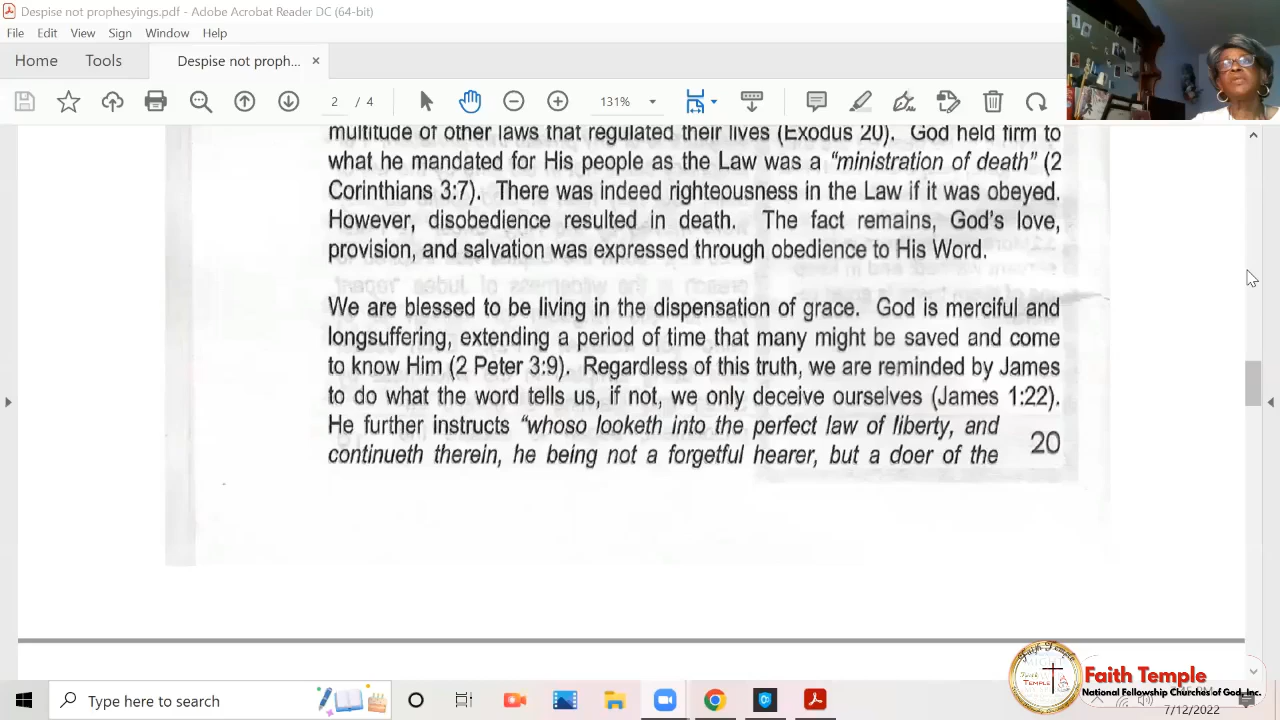 Despise not prophesyings.pdf - Adobe Acrobat Reader DC (64-bit)
File Edit View Sign Window Help
Home Tools Despise not proph... ×
2 / 4 131%
multitude of other laws that regulated their lives (Exodus 20). God held firm to
what he mandated for His people as the Law was a “ministration of death” (2
Corinthians 3:7). There was indeed righteousness in the Law if it was obeyed.
However, disobedience resulted in death. The fact remains, God's love,
provision, and salvation was expressed through obedience to His Word.
We are blessed to be living in the dispensation of grace. God is merciful and
longsuffering, extending a period of time that many might be saved and come
to know Him (2 Peter 3:9). Regardless of this truth, we are reminded by James
to do what the word tells us, if not, we only deceive ourselves (James 1:22).
He further instructs “whoso looketh into the perfect law of liberty, and
continueth therein, he being not a forgetful hearer, but a doer of the
20
Faith Temple
TEMPLE
Faith Temple
National Fellowship Churches of God, Inc.
Type here to search
7/12/2022